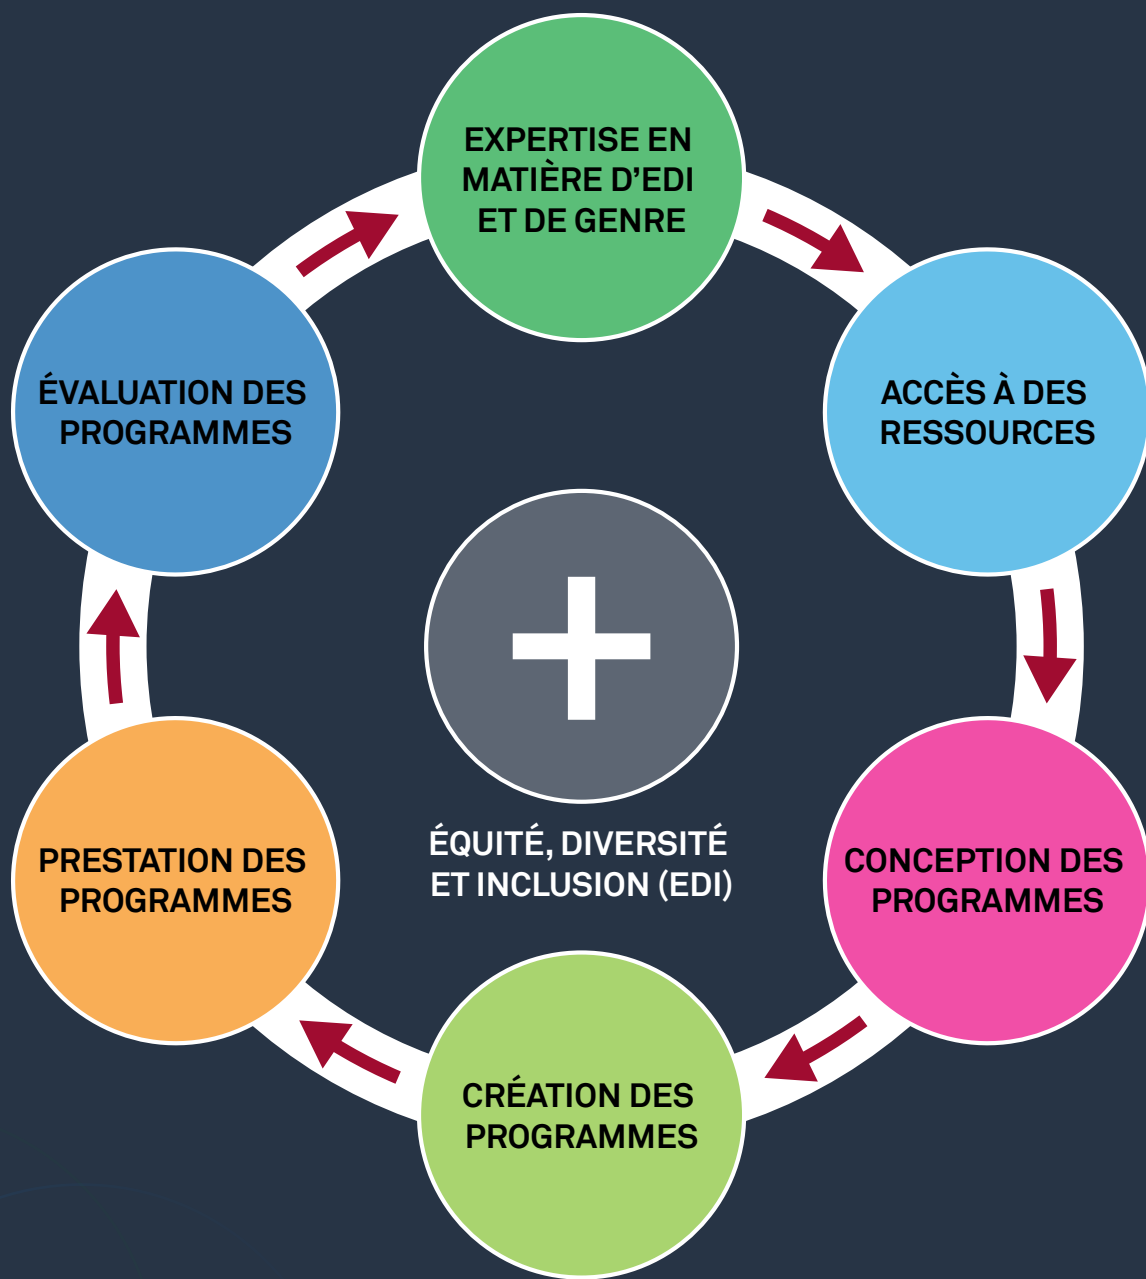 EXPERTISE EN
MATIÈRE D’EDI
ET DE GENRE
ACCÈS À DES
RESSOURCES
CONCEPTION DES
PROGRAMMES
CRÉATION DES
PROGRAMMES
PRESTATION DES
PROGRAMMES
ÉVALUATION DES
PROGRAMMES
ÉQUITÉ, DIVERSITÉ
ET INCLUSION (EDI)